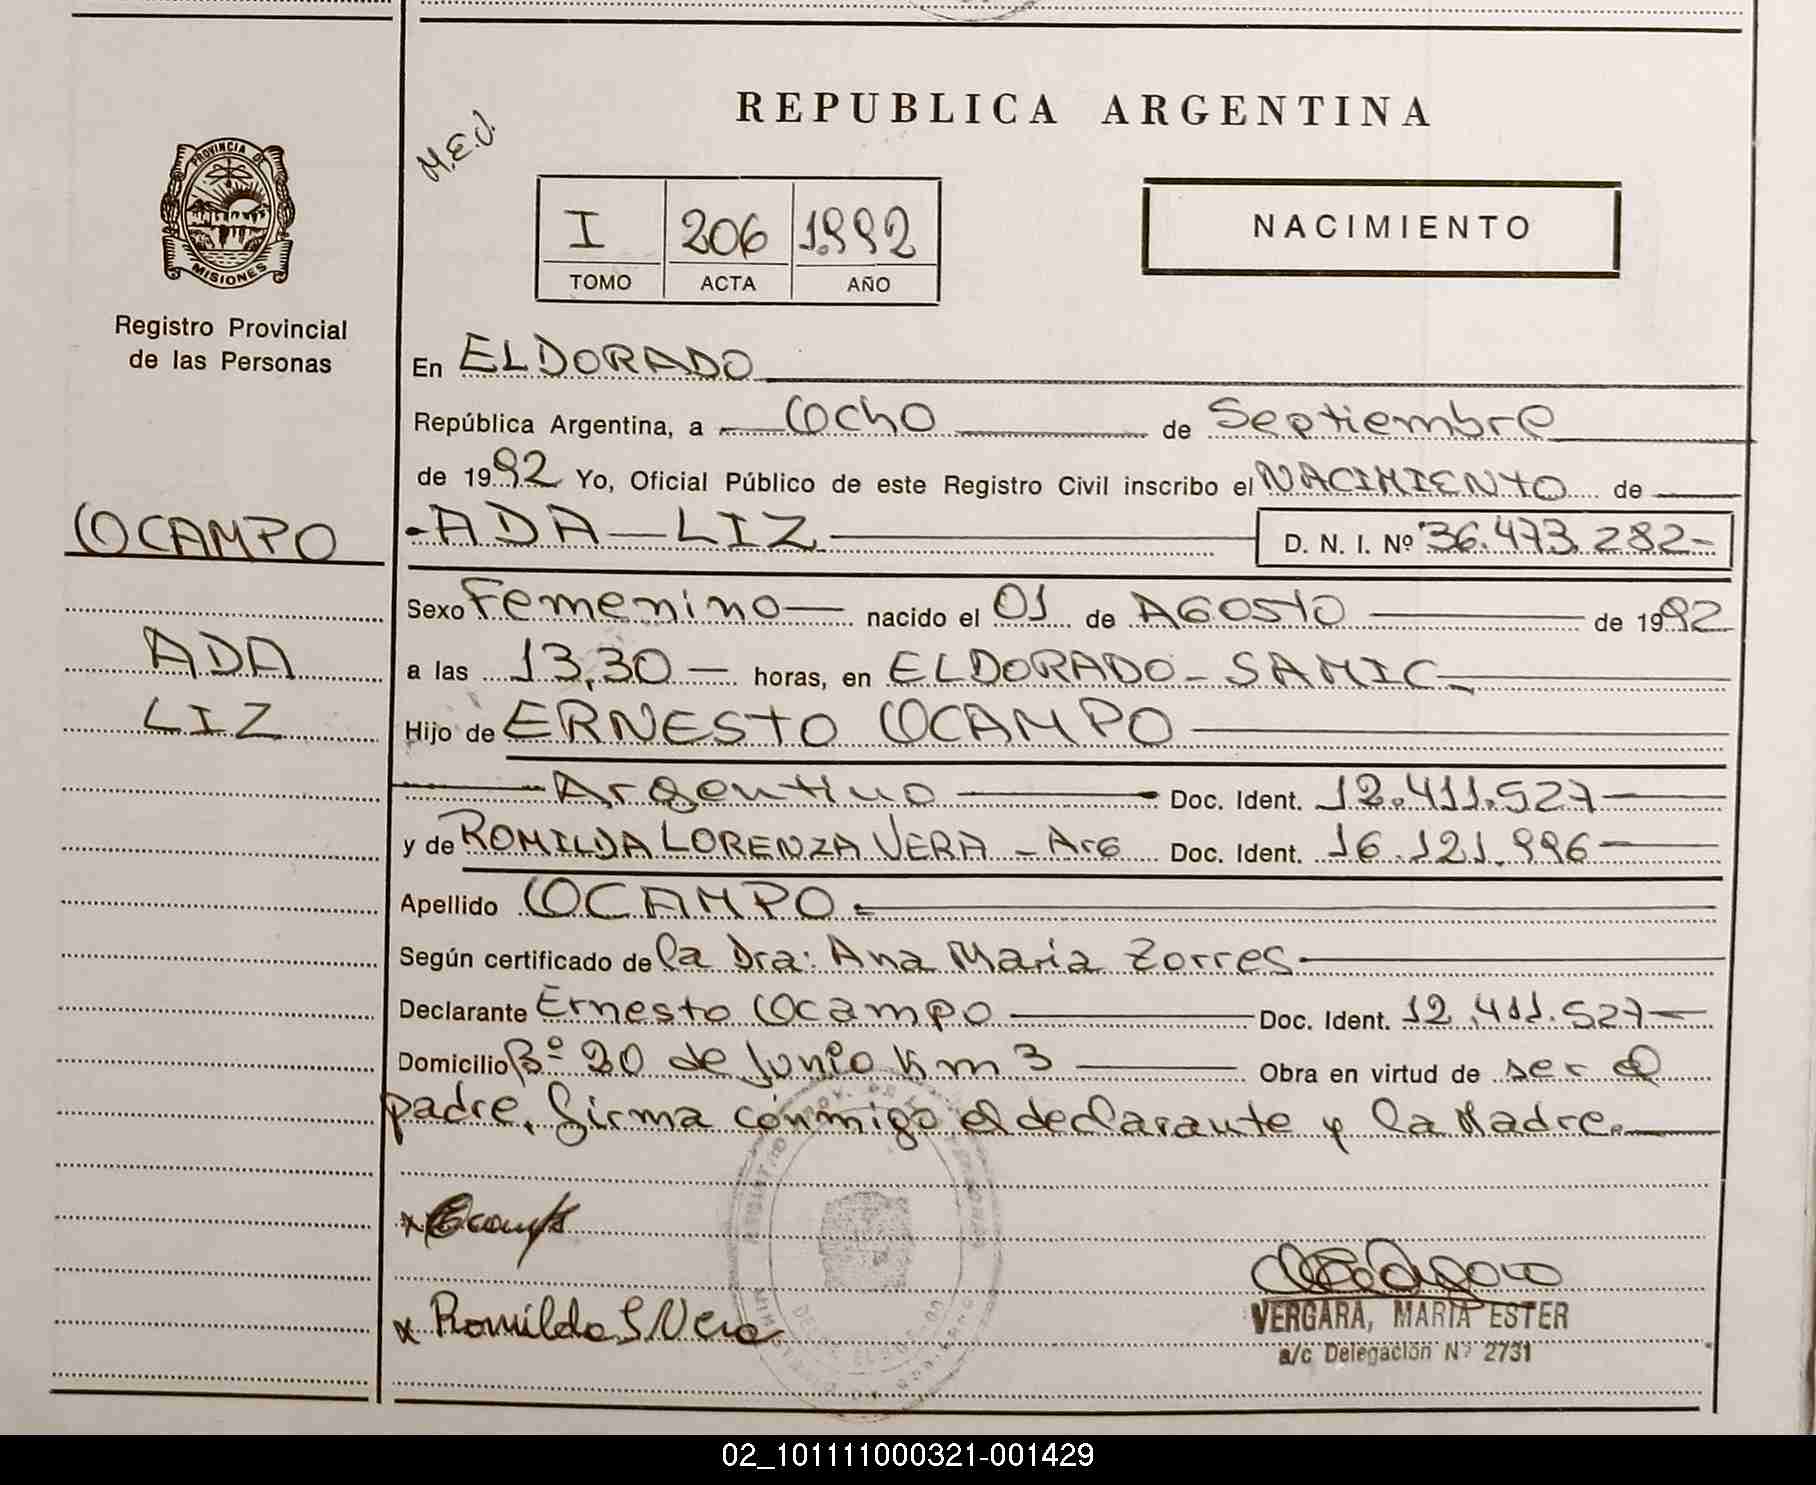 REPUBLICA ARGENTINA
M.E.V.
PROVINCIA DE
MISIONES
Registro Provincial
de las Personas
I 206 1.992
TOMO ACTA AÑO
NACIMIENTO
En ELDORADO
República Argentina, a Ocho de Septiembre
de 1992 Yo, Oficial Público de este Registro Civil inscribo el NACIMIENTO de
OCAMPO
ADA LIZ D. N. I. Nº 36.473.282-
Sexo Femenino nacido el 01 de AGOSTO de 1992
ADA
a las 13,30 horas, en ELDORADO - SAMIC
LIZ
Hijo de ERNESTO OCAMPO
Argentino Doc. Ident. 12.411.527
y de ROMILDA LORENZA VERA - Arg Doc. Ident. 16.121.996
Apellido OCAMPO.
Según certificado de la Dra: Ana Maria Zorres
Declarante Ernesto Ocampo Doc. Ident. 12.411.527
Domicilio Bº 20 de Junio Km 3 Obra en virtud de ser el
padre, firma conmigo el declarante y la Madre.
x Ocampo
x Romilda L Vera
VERGARA, MARIA ESTER
a/c Delegación Nº 2731
02_101111000321-001429